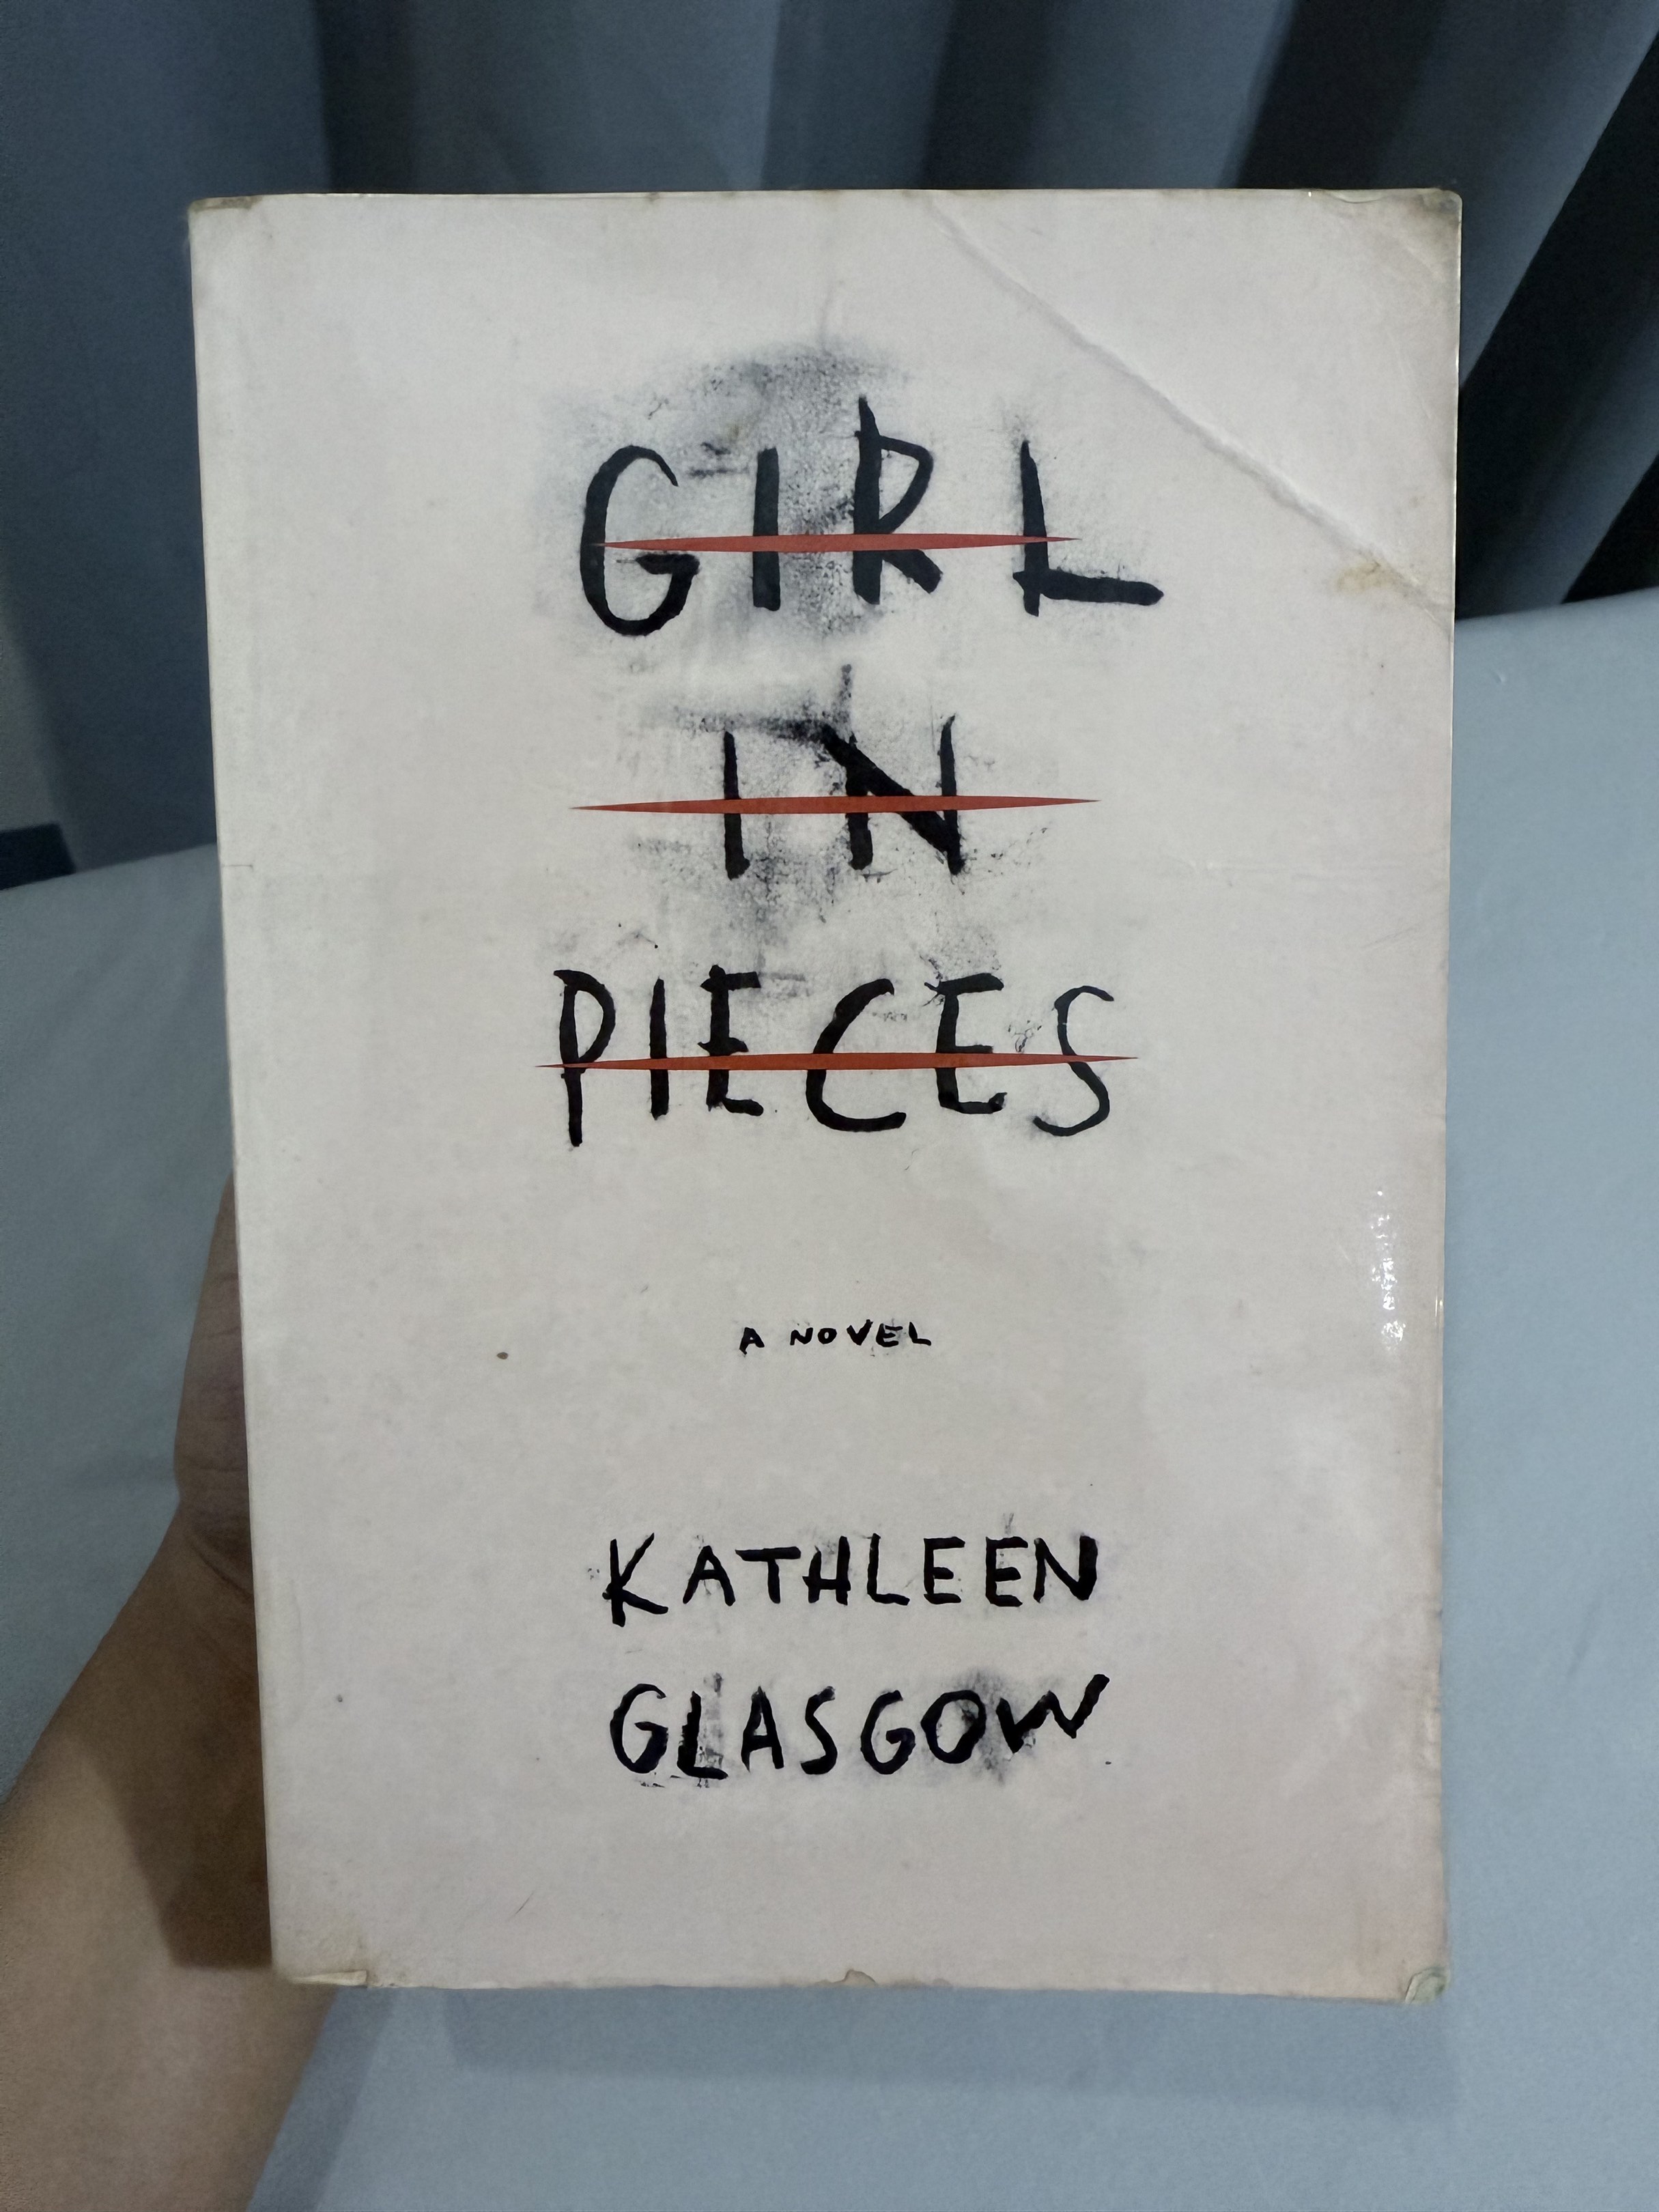 GIRL
IN
PIECES
A NOVEL
KATHLEEN
GLASGOW